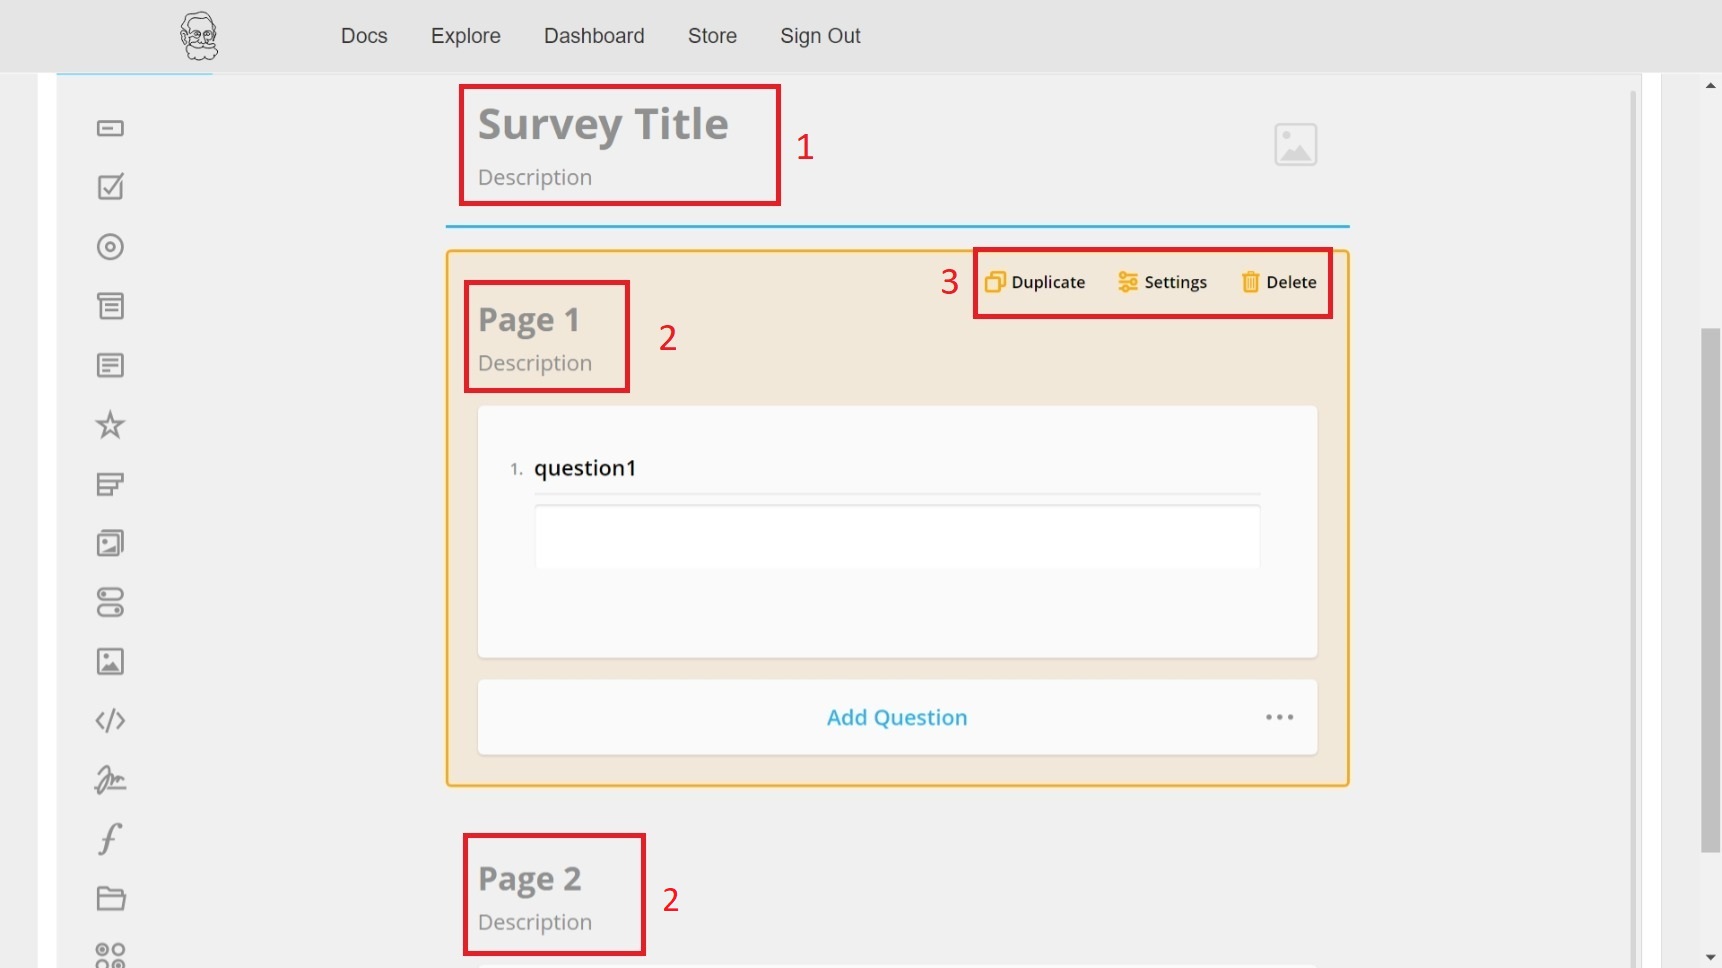 Docs Explore Dashboard Store Sign Out
Survey Title
1
Description
3 Duplicate Settings Delete
Page 1
2
Description
1. question1
Add Question
Page 2
2
Description